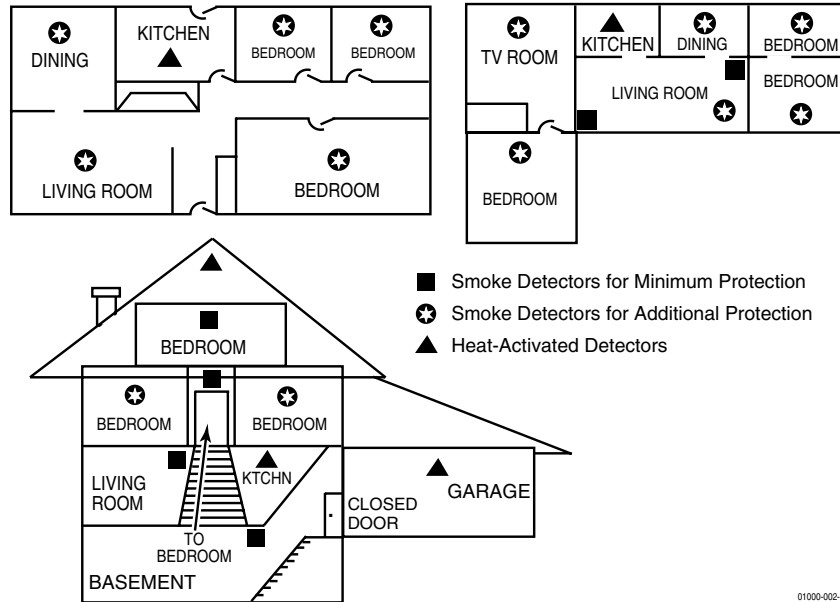 DINING
KITCHEN
BEDROOM
BEDROOM
LIVING ROOM
BEDROOM
TV ROOM
KITCHEN
DINING
BEDROOM
LIVING ROOM
BEDROOM
BEDROOM
Smoke Detectors for Minimum Protection
Smoke Detectors for Additional Protection
Heat-Activated Detectors
BEDROOM
BEDROOM
BEDROOM
LIVING
ROOM
KTCHN
CLOSED
DOOR
GARAGE
TO
BEDROOM
BASEMENT
01000-002-